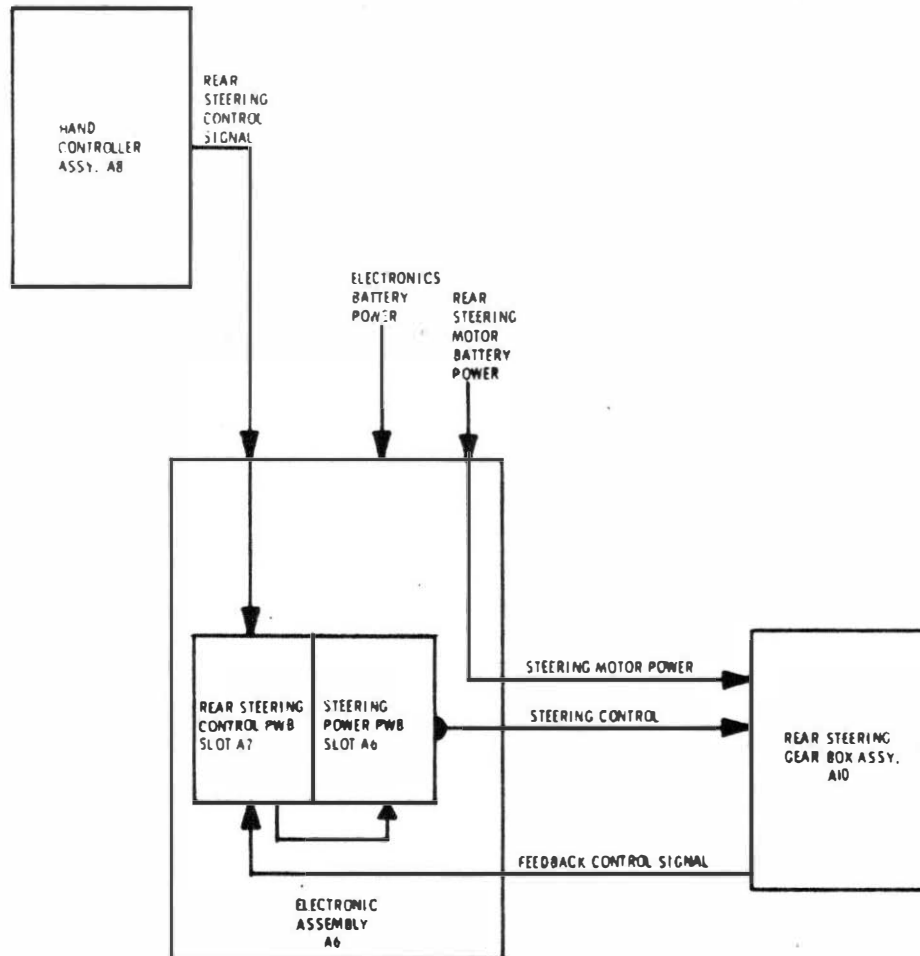 HAND
CONTROLLER
ASSY. A8
REAR
STEERING
CONTROL
SIGNAL
ELECTRONICS
BATTERY
POWER
REAR
STEERING
MOTOR
BATTERY
POWER
REAR STEERING
CONTROL PWB
SLOT A7
STEERING
POWER PWB
SLOT A6
STEERING MOTOR POWER
STEERING CONTROL
REAR STEERING
GEAR BOX ASSY.
A10
FEEDBACK CONTROL SIGNAL
ELECTRONIC
ASSEMBLY
A6